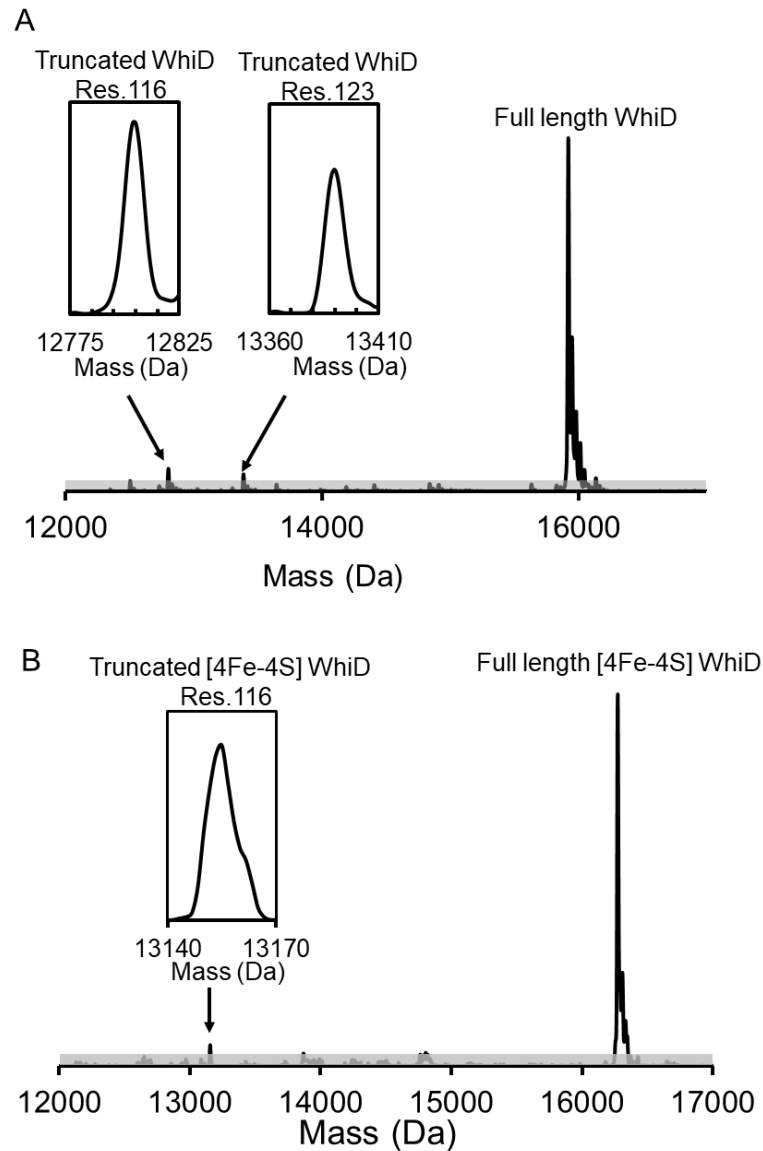 A
Truncated WhiD
Res.116
Truncated WhiD
Res.123
Full length WhiD
12775 12825
Mass (Da)
13360 13410
Mass (Da)
12000 14000 16000
Mass (Da)
B
Truncated [4Fe-4S] WhiD
Res.116
Full length [4Fe-4S] WhiD
13140 13170
Mass (Da)
12000 13000 14000 15000 16000 17000
Mass (Da)